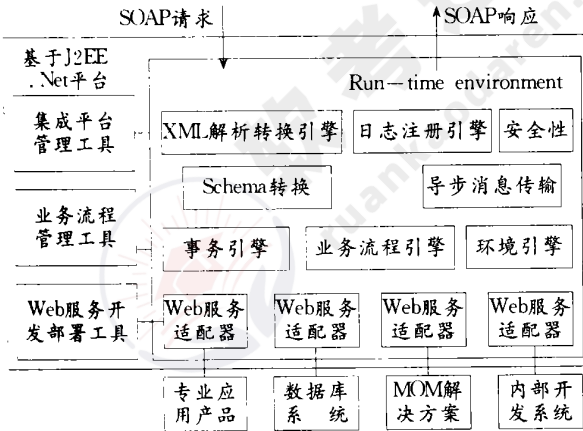 SOAP请求
SOAP响应
基于J2EE
.Net平台
Run—time environment
集成平台
管理工具
XML解析转换引擎
日志注册引擎
安全性
Schema转换
导步消息传输
业务流程
管理工具
事务引擎
业务流程引擎
环境引擎
Web服务开
发部署工具
Web服务
适配器
Web服务
适配器
Web服务
适配器
Web服务
适配器
专业应
用产品
数据库
系 统
MOM解
决方案
内部开
发系统